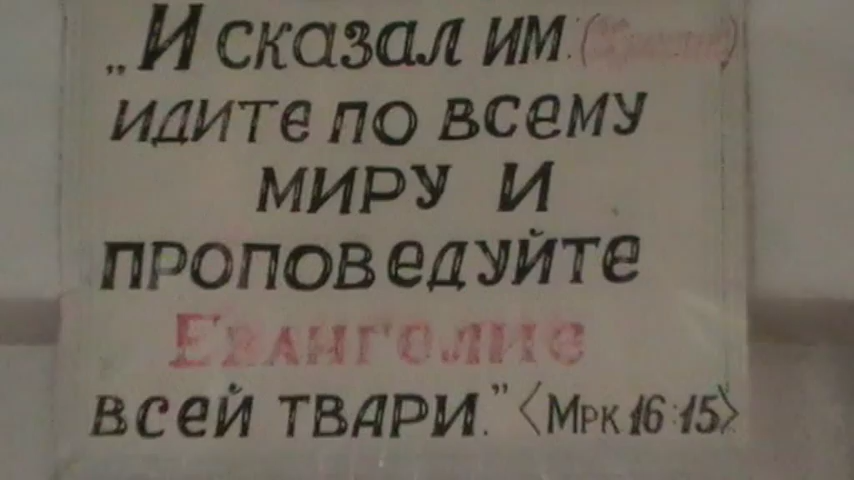 „И сказал им:
идите по всему
миру и
проповедуйте
Евангелие
всей твари.” <Мрк 16:15>